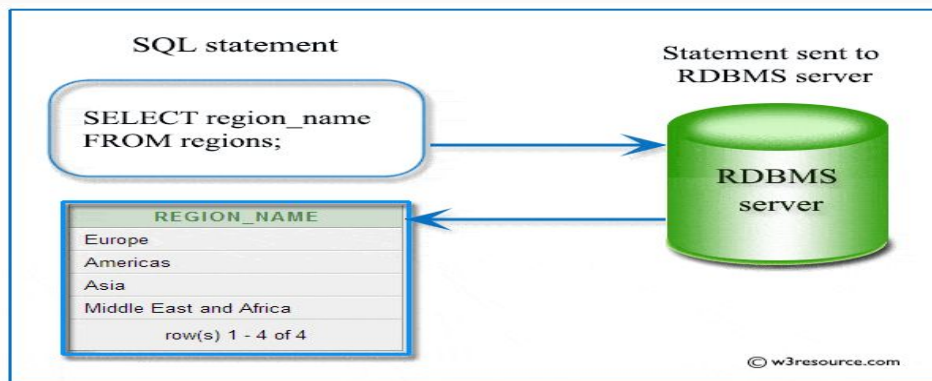 SQL statement
Statement sent to
RDBMS server
SELECT region_name
FROM regions;
RDBMS
server
REGION_NAME
Europe
Americas
Asia
Middle East and Africa
row(s) 1 - 4 of 4
© w3resource.com